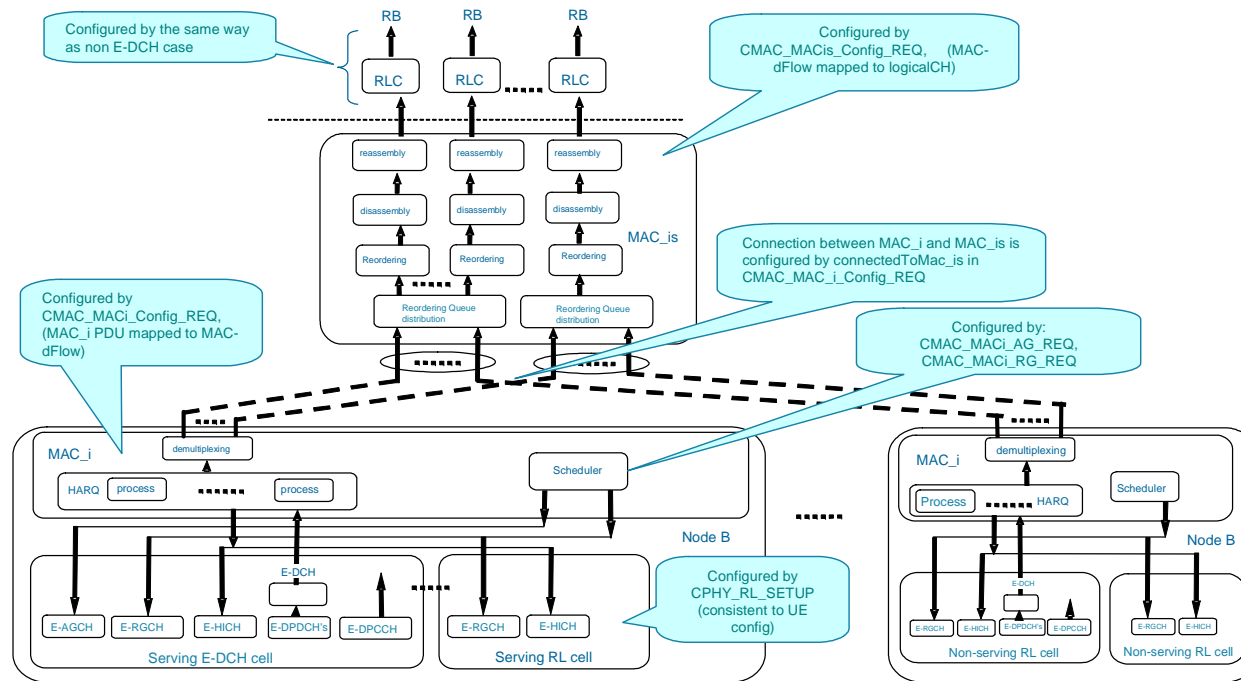 Configured by the same way
as non E-DCH case
RB
RB
RB
RLC
RLC
RLC
Configured by
CMAC_MACis_Config_REQ, (MAC-
dFlow mapped to logicalCH)
reassembly
reassembly
reassembly
disassembly
disassembly
disassembly
MAC_is
Reordering
Reordering
Reordering
Reordering Queue
distribution
Reordering Queue
distribution
Connection between MAC_i and MAC_is is
configured by connectedToMac_is in
CMAC_MAC_i_Config_REQ
Configured by
CMAC_MACi_Config_REQ,
(MAC_i PDU mapped to MAC-
dFlow)
Configured by:
CMAC_MACi_AG_REQ,
CMAC_MACi_RG_REQ
MAC_i
demultiplexing
HARQ
process
process
Scheduler
Node B
E-DCH
E-AGCH
E-RGCH
E-HICH
E-DPDCH's
E-DPCCH
Serving E-DCH cell
E-RGCH
E-HICH
Serving RL cell
Configured by
CPHY_RL_SETUP
(consistent to UE
config)
MAC_i
demultiplexing
Process
HARQ
Scheduler
Node B
E-DCH
E-RGCH
E-HICH
E-DPDCH's
E-DPCCH
Non-serving RL cell
E-RGCH
E-HICH
Non-serving RL cell